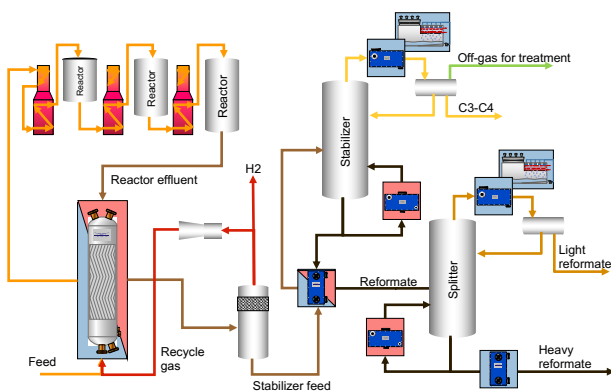 Off-gas for treatment
C3-C4
Reactor
Reactor
Reactor
Stabilizer
Reactor effluent
H2
Light
reformate
Splitter
Reformate
Recycle
gas
Feed
Stabilizer feed
Heavy
reformate